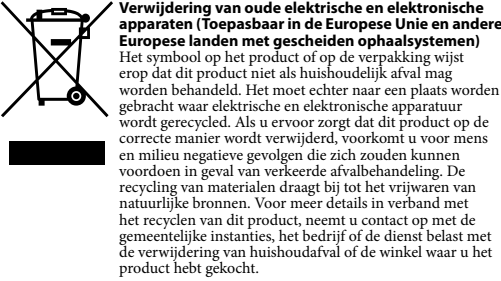 Verwijdering van oude elektrische en elektronische
apparaten (Toepasbaar in de Europese Unie en andere
Europese landen met gescheiden ophaalsystemen)
Het symbool op het product of op de verpakking wijst
erop dat dit product niet als huishoudelijk afval mag
worden behandeld. Het moet echter naar een plaats worden
gebracht waar elektrische en elektronische apparatuur
wordt gerecycled. Als u ervoor zorgt dat dit product op de
correcte manier wordt verwijderd, voorkomt u voor mens
en milieu negatieve gevolgen die zich zouden kunnen
voordoen in geval van verkeerde afvalbehandeling. De
recycling van materialen draagt bij tot het vrijwaren van
natuurlijke bronnen. Voor meer details in verband met
het recyclen van dit product, neemt u contact op met de
gemeentelijke instanties, het bedrijf of de dienst belast met
de verwijdering van huishoudafval of de winkel waar u het
product hebt gekocht.